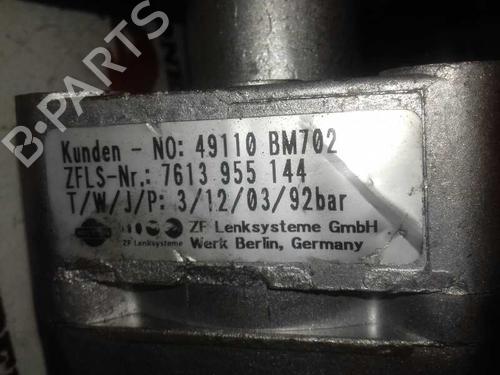 B-PARTS
Kunden - NO: 49110 BM702
ZFLS-Nr.: 7613 955 144
T/W/J/P: 3/12/03/92bar
ZF Lenksysteme GmbH
ZF Lenksysteme Werk Berlin, Germany